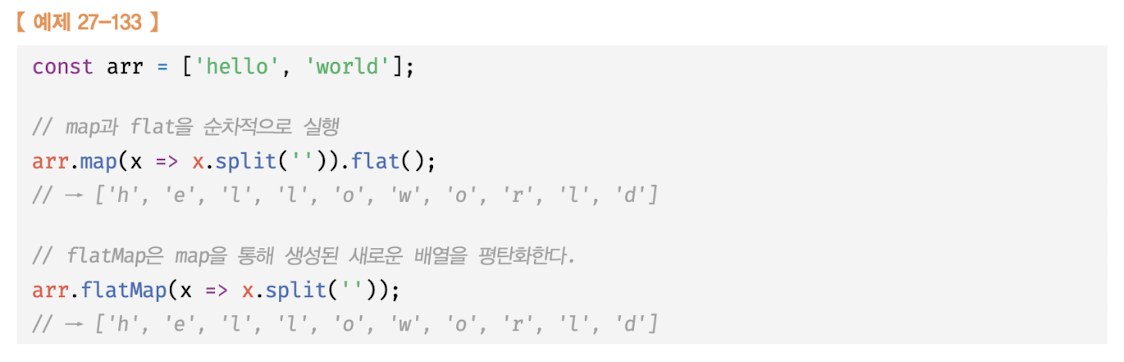 【 예제 27-133 】
const arr = ['hello', 'world'];
// map과 flat을 순차적으로 실행
arr.map(x => x.split('')).flat();
// → ['h', 'e', 'l', 'l', 'o', 'w', 'o', 'r', 'l', 'd']
// flatMap은 map을 통해 생성된 새로운 배열을 평탄화한다.
arr.flatMap(x => x.split(''));
// → ['h', 'e', 'l', 'l', 'o', 'w', 'o', 'r', 'l', 'd']